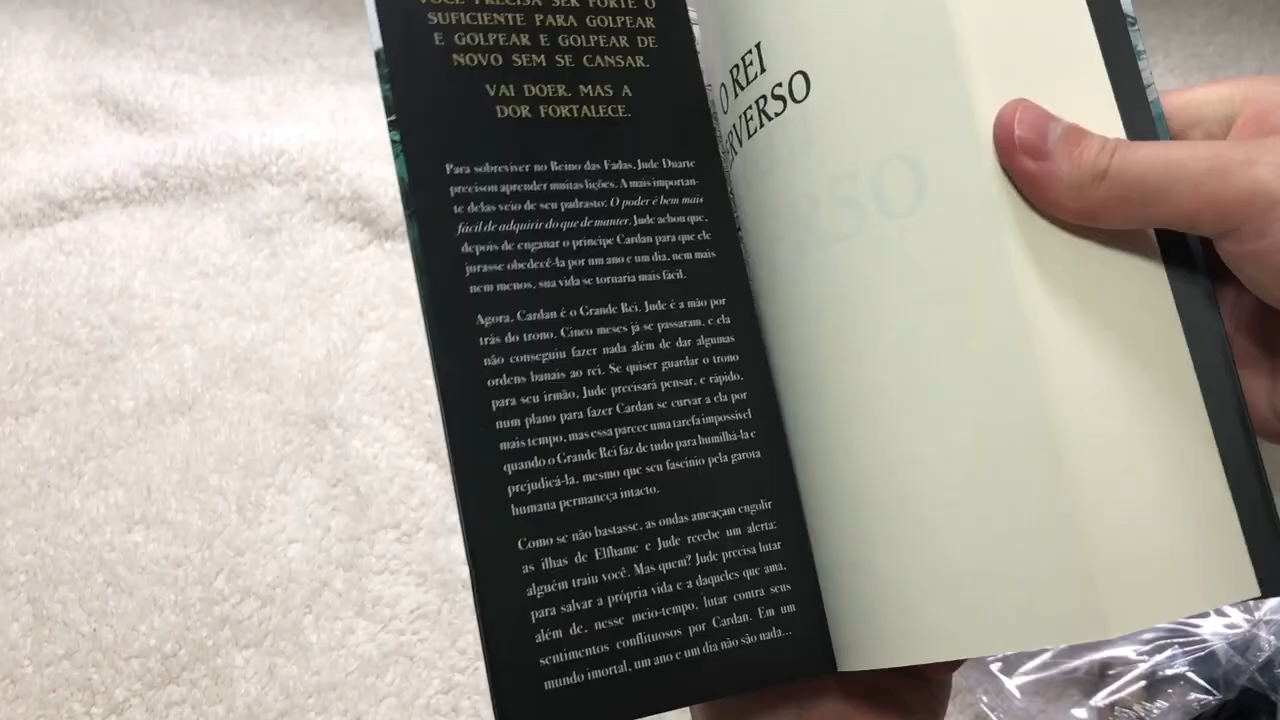 VOCÊ PRECISA SER FORTE O
SUFICIENTE PARA GOLPEAR
E GOLPEAR E GOLPEAR DE
NOVO SEM SE CANSAR.
VAI DOER. MAS A
DOR FORTALECE.
Para sobreviver no Reino das Fadas, Jude Duarte
precisou aprender muitas lições. A mais importan-
te delas veio de seu padrasto: O poder é bem mais
fácil de adquirir do que de manter. Jude achou que,
depois de enganar o príncipe Cardan para que ele
jurasse obedecê-la por um ano e um dia, nem mais
nem menos, sua vida se tornaria mais fácil.
Agora, Cardan é o Grande Rei, Jude é a mão por
trás do trono. Cinco meses já se passaram, e ela
não conseguiu fazer nada além de dar algumas
ordens banais ao rei. Se quiser guardar o trono
para seu irmão, Jude precisará pensar, e rápido,
num plano para fazer Cardan se curvar a ela por
mais tempo, mas essa parece uma tarefa impossível
quando o Grande Rei faz de tudo para humilhá-la e
prejudicá-la, mesmo que seu fascínio pela garota
humana permaneça intacto.
Como se não bastasse, as ondas ameaçam engolir
as ilhas de Elfhame e Jude recebe um alerta:
alguém traiu você. Mas quem? Jude precisa lutar
para salvar a própria vida e a daqueles que ama,
além de, nesse meio-tempo, lutar contra seus
sentimentos conflituosos por Cardan. Em um
mundo imortal, um ano e um dia não são nada...
O REI
ERVERSO